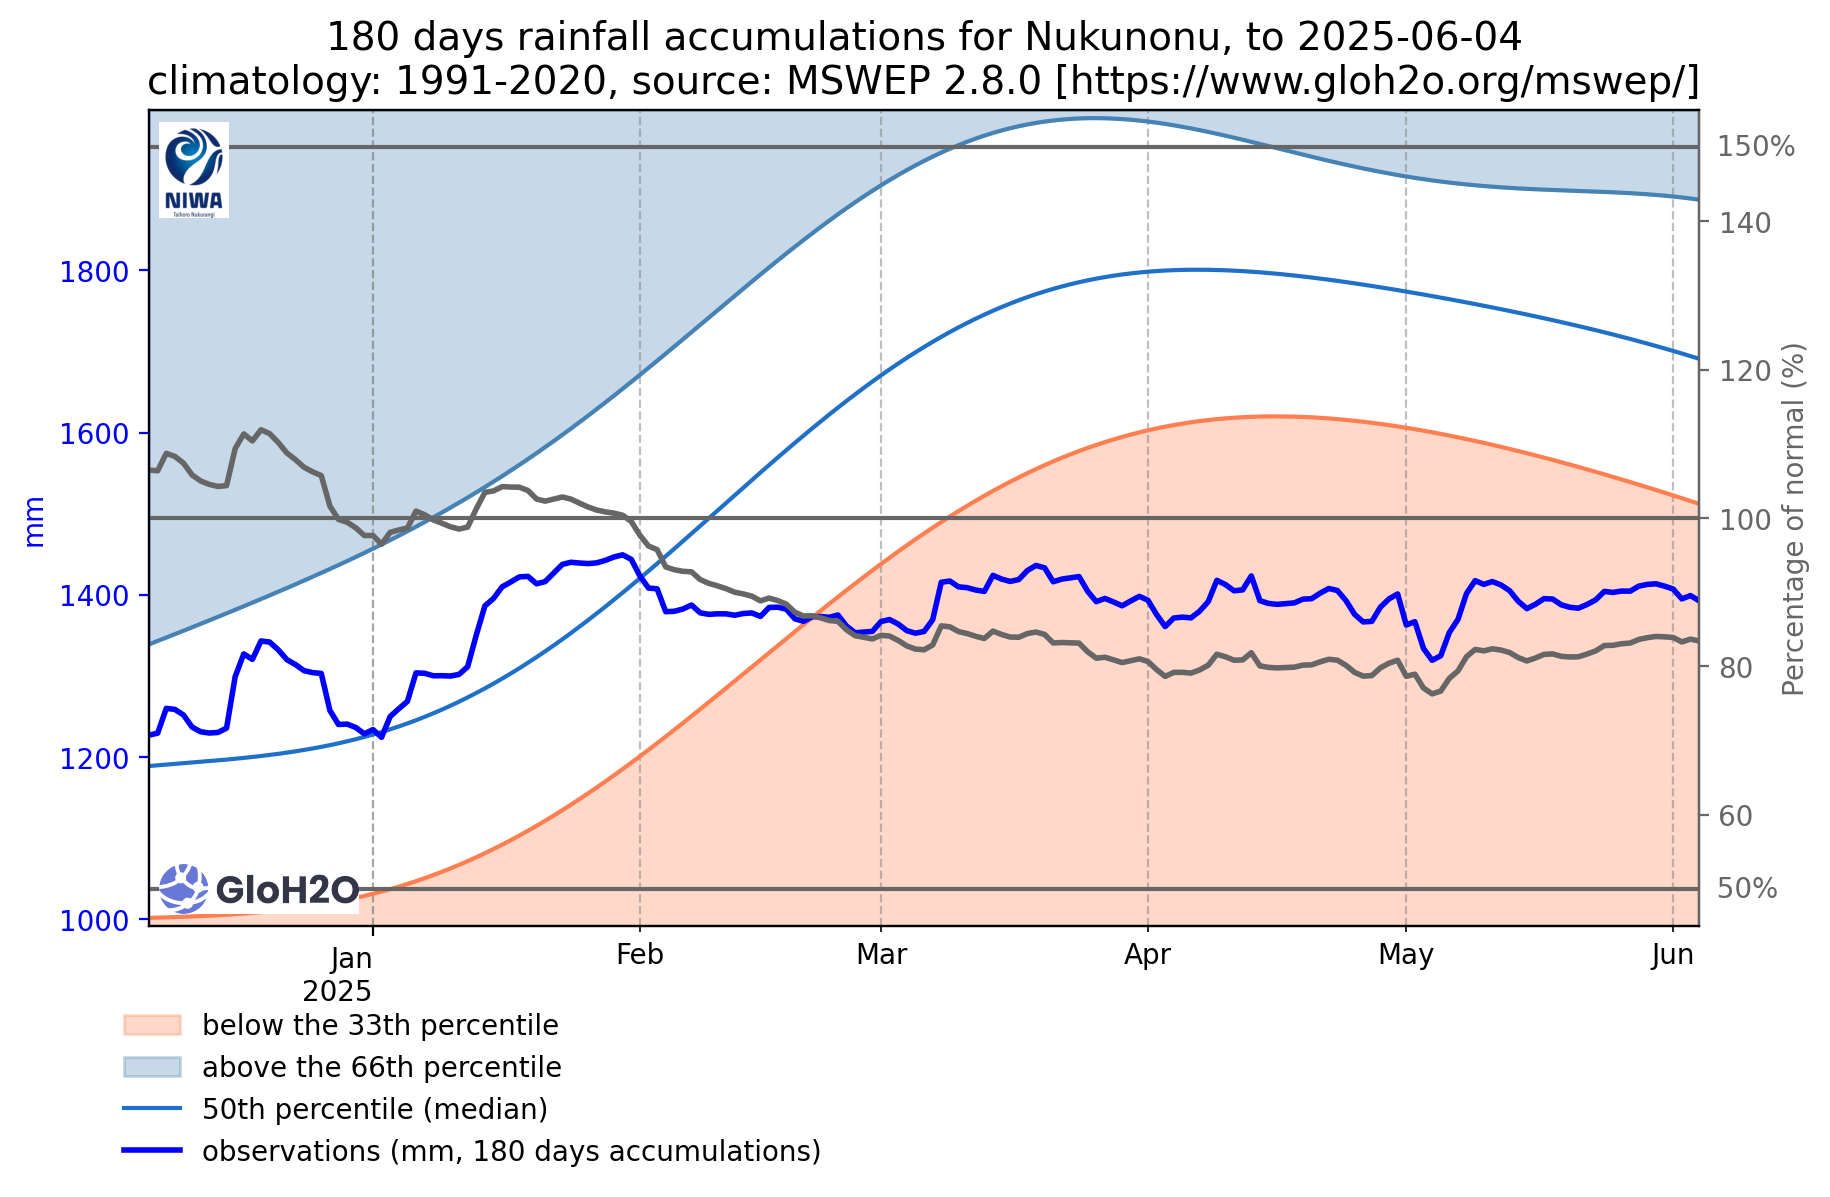 180 days rainfall accumulations for Nukunonu, to 2025-06-04
climatology: 1991-2020, source: MSWEP 2.8.0 [https://www.gloh2o.org/mswep/]
NIWA
Taihoro Nukurangi
1800
1600
1400
1200
1000
mm
150%
140
120
100
80
60
50%
Percentage of normal (%)
GloH2O
Jan
2025
Feb
Mar
Apr
May
Jun
below the 33th percentile
above the 66th percentile
50th percentile (median)
observations (mm, 180 days accumulations)